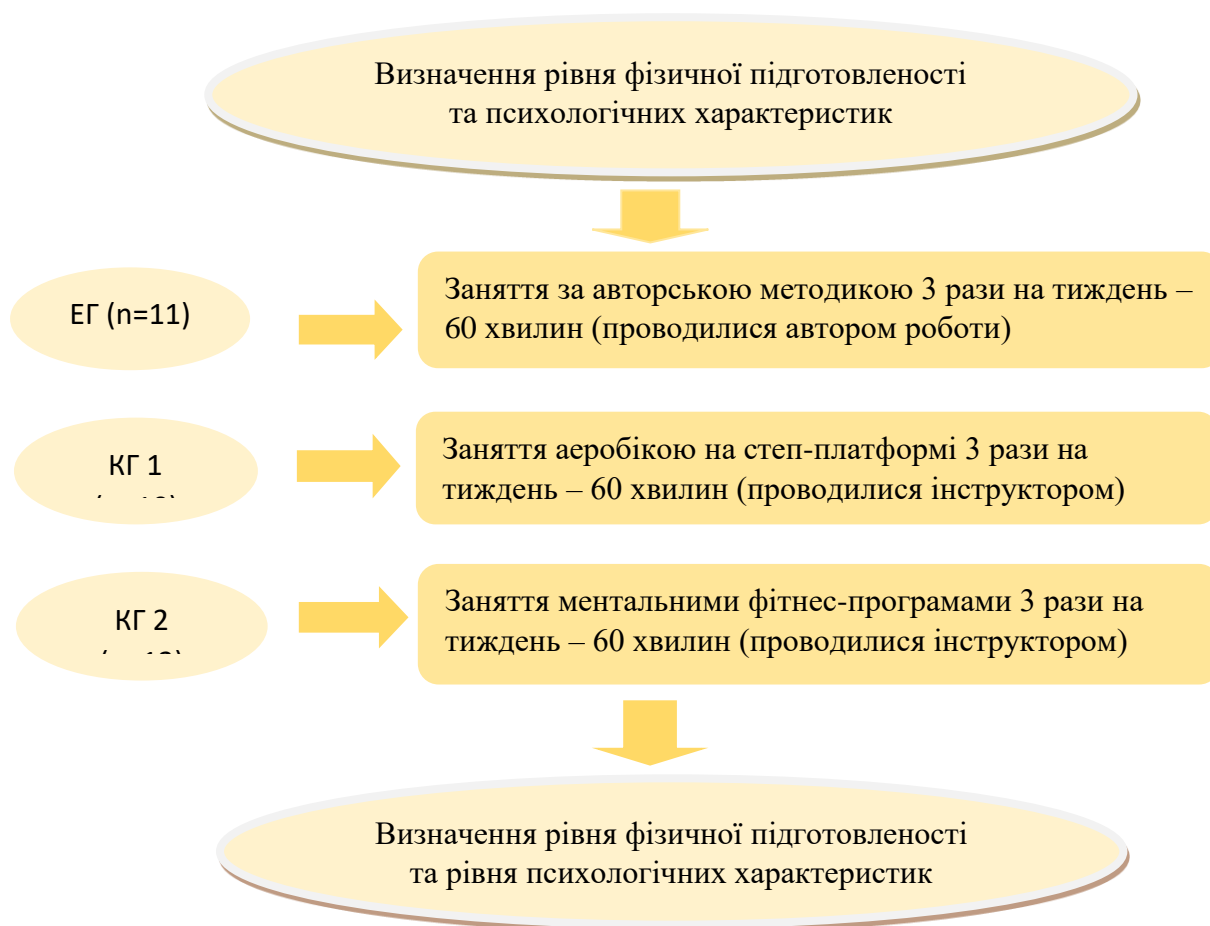 Визначення рівня фізичної підготовленості
та психологічних характеристик
ЕГ (n=11)
Заняття за авторською методикою 3 рази на тиждень –
60 хвилин (проводилися автором роботи)
КГ 1
Заняття аеробікою на степ-платформі 3 рази на
тиждень – 60 хвилин (проводилися інструктором)
КГ 2
Заняття ментальними фітнес-програмами 3 рази на
тиждень – 60 хвилин (проводилися інструктором)
Визначення рівня фізичної підготовленості
та рівня психологічних характеристик